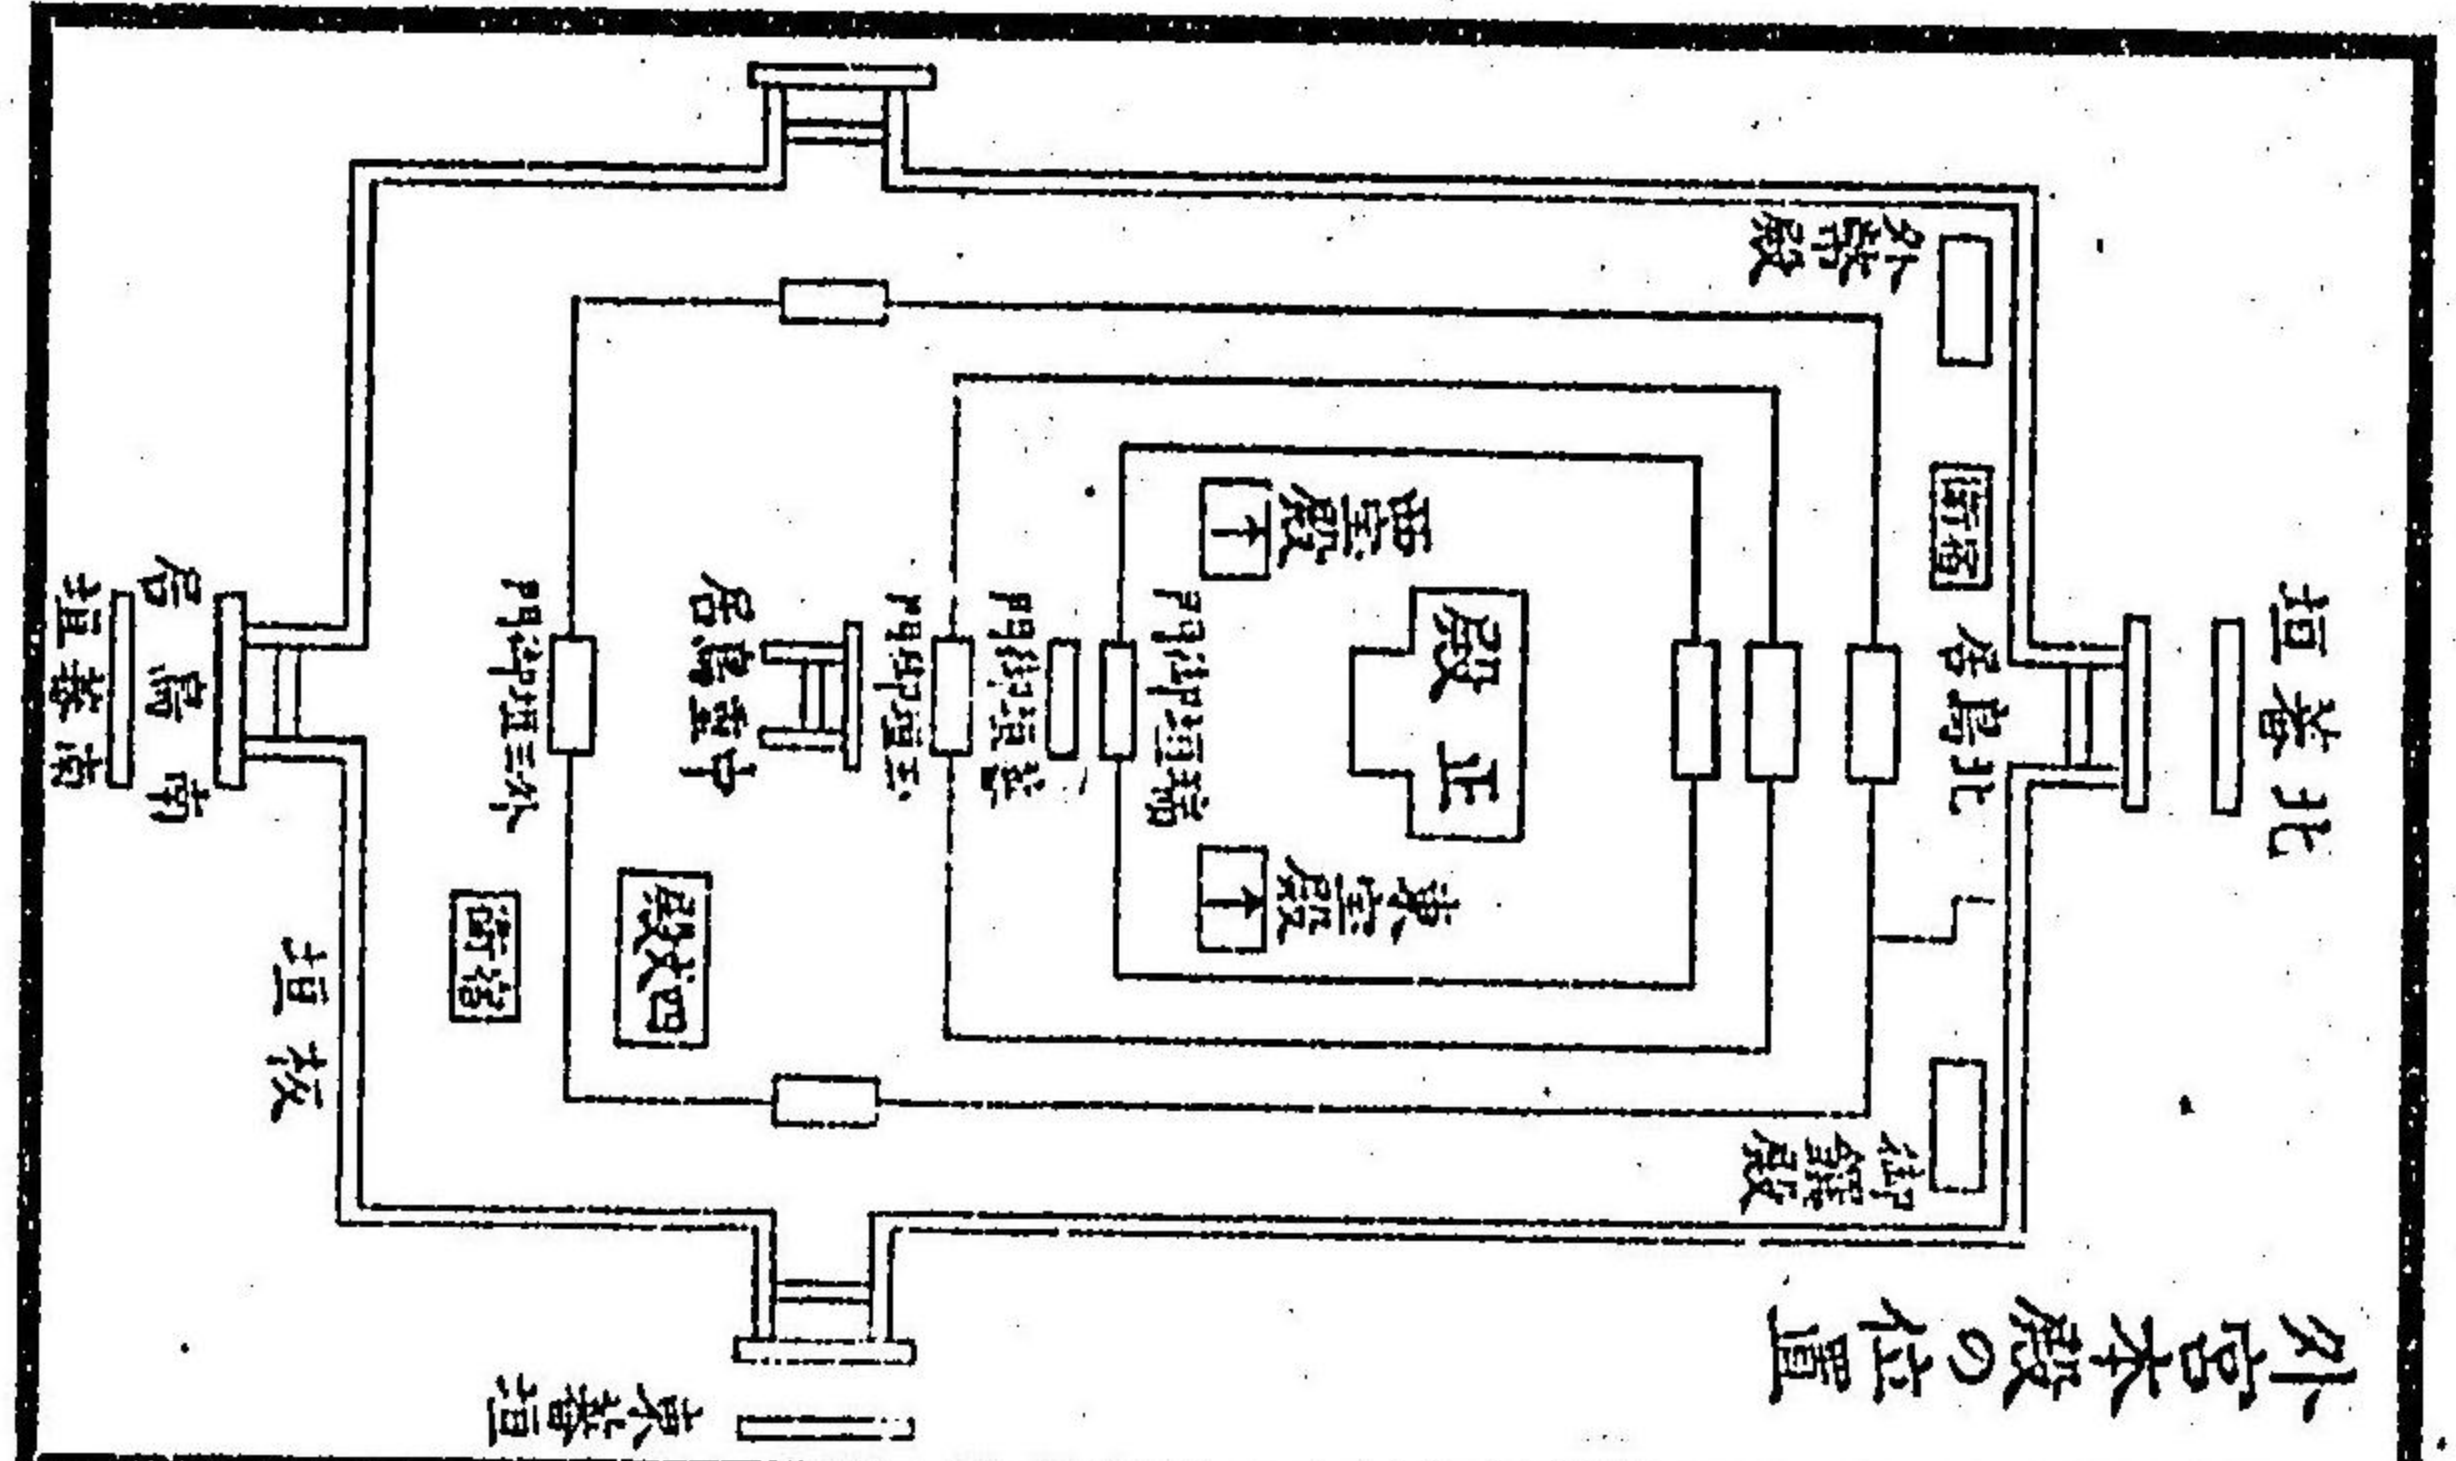 外宮本殿の位置
北蕃垣
北鳥居
外幣殿
宿衛
御饌殿
正殿
西宝殿
東宝殿
瑞垣御門
蕃垣御門
玉垣御門
中重鳥居
四丈殿
外玉垣御門
宿衛
板垣
南鳥居
南蕃垣
東蕃垣